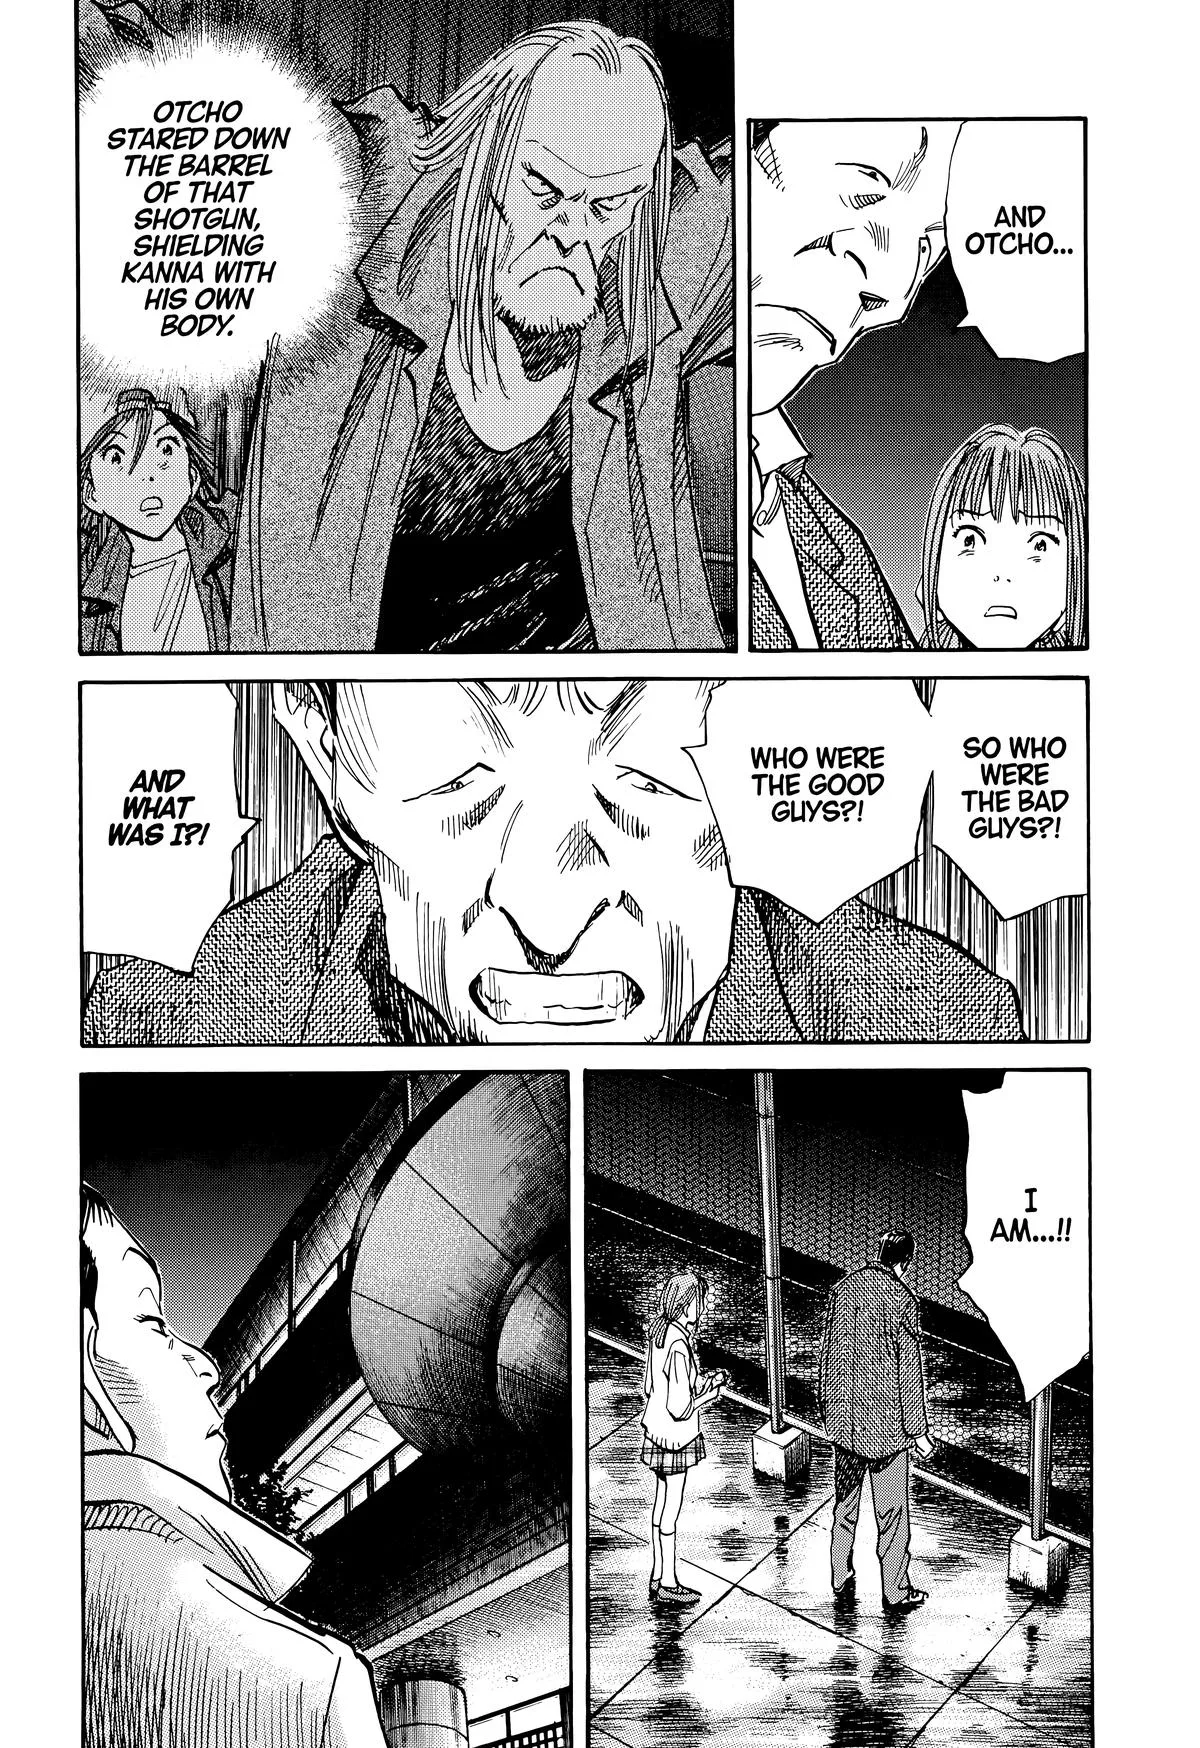 AND
OTCHO...
OTCHO
STARED DOWN
THE BARREL
OF THAT
SHOTGUN,
SHIELDING
KANNA WITH
HIS OWN
BODY.
SO WHO
WERE
THE BAD
GUYS?!
WHO WERE
THE GOOD
GUYS?!
AND
WHAT
WAS I?!
I
AM...!!